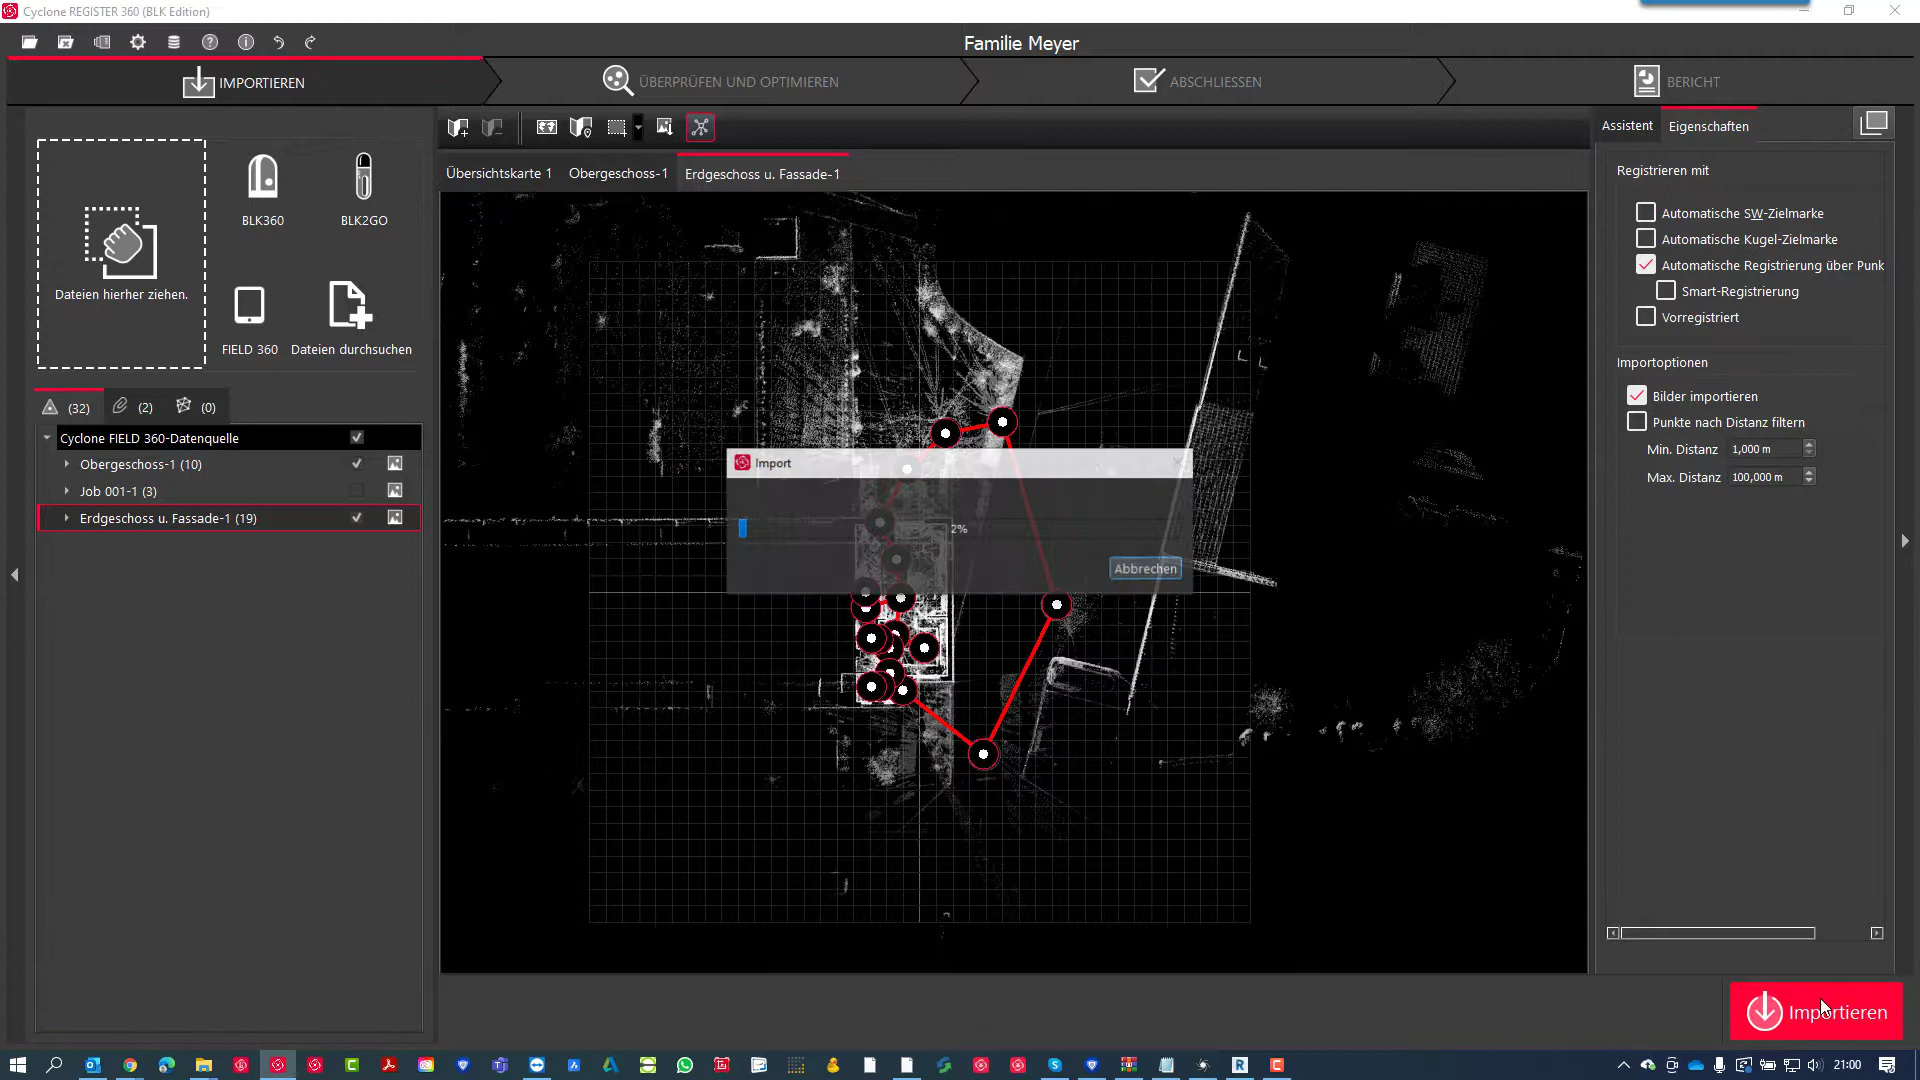 Cyclone REGISTER 360 (BLK Edition)
Familie Meyer
IMPORTIEREN
ÜBERPRÜFEN UND OPTIMIEREN
ABSCHLIESSEN
BERICHT
Dateien hierher ziehen.
BLK360
BLK2GO
FIELD 360
Dateien durchsuchen
(32)
(2)
(0)
Cyclone FIELD 360-Datenquelle
Obergeschoss-1 (10)
Job 001-1 (3)
Erdgeschoss u. Fassade-1 (19)
Übersichtskarte 1
Obergeschoss-1
Erdgeschoss u. Fassade-1
Import
2%
Abbrechen
Assistent
Eigenschaften
Registrieren mit
Automatische SW-Zielmarke
Automatische Kugel-Zielmarke
Automatische Registrierung über Punk
Smart-Registrierung
Vorregistriert
Importoptionen
Bilder importieren
Punkte nach Distanz filtern
Min. Distanz
1,000 m
Max. Distanz
100,000 m
Importieren
21:00